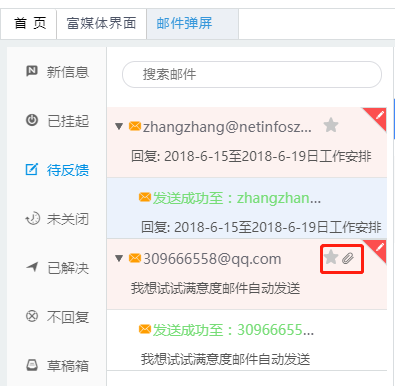 首 页 富媒体界面 邮件弹屏
新信息
已挂起
待反馈
未关闭
已解决
不回复
草稿箱
搜索邮件
zhangzhang@netinfosz...
回复: 2018-6-15至2018-6-19日工作安排
发送成功至：zhangzhan...
回复: 2018-6-15至2018-6-19日工作安排
309666558@qq.com
我想试试满意度邮件自动发送
发送成功至：30966655...
我想试试满意度邮件自动发送